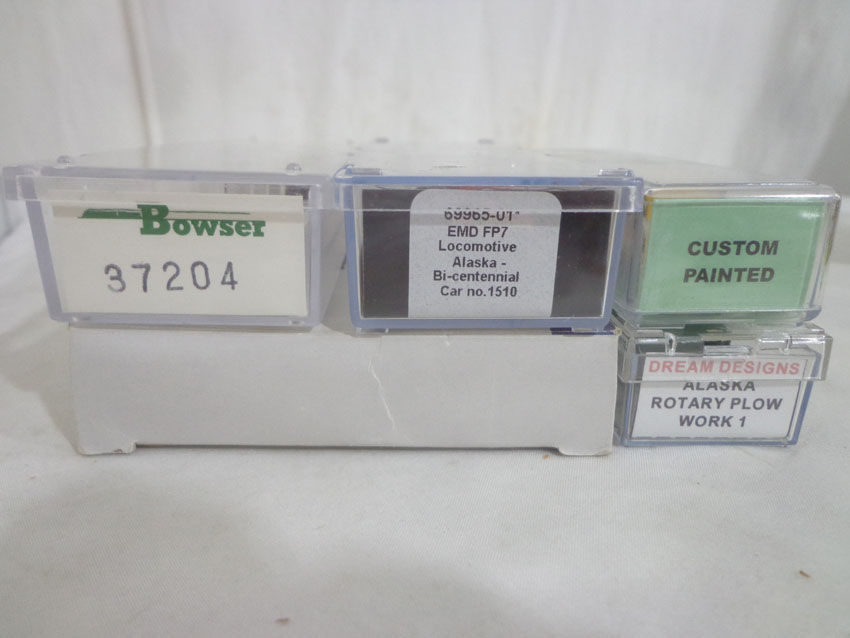 Bowser
37204
69965-01*
EMD FP7
Locomotive
Alaska -
Bi-centennial
Car no.1510
CUSTOM
PAINTED
DREAM DESIGNS
ALASKA
ROTARY PLOW
WORK 1